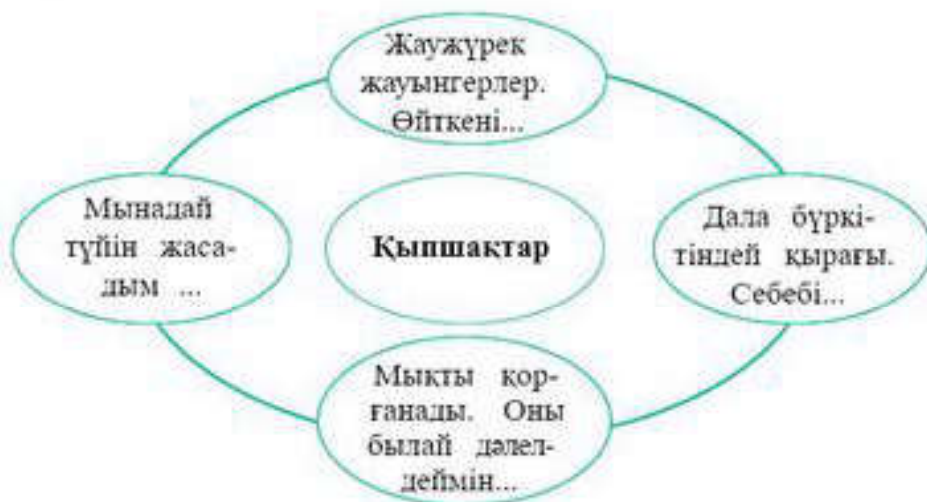 Жаужүрек
жауынгерлер.
Өйткені...
Мынадай
түйін жаса-
дым ...
Қыпшақтар
Дала бүркі-
тіндей қырағы.
Себебі...
Мықты қор-
ғанады. Оны
былай дәлел-
деймін...